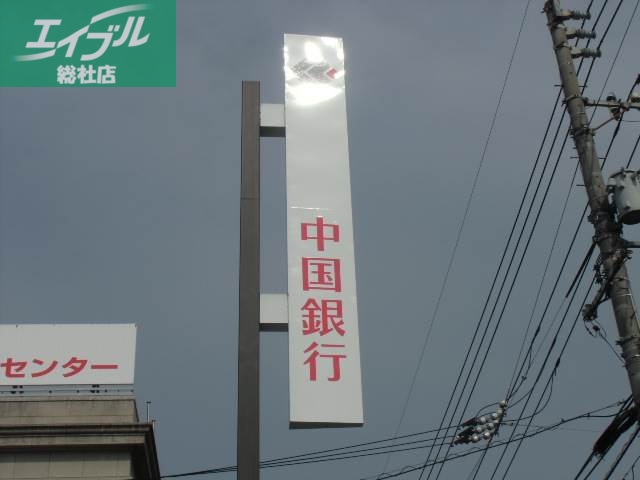 エイブル
総社店
中国銀行
センター